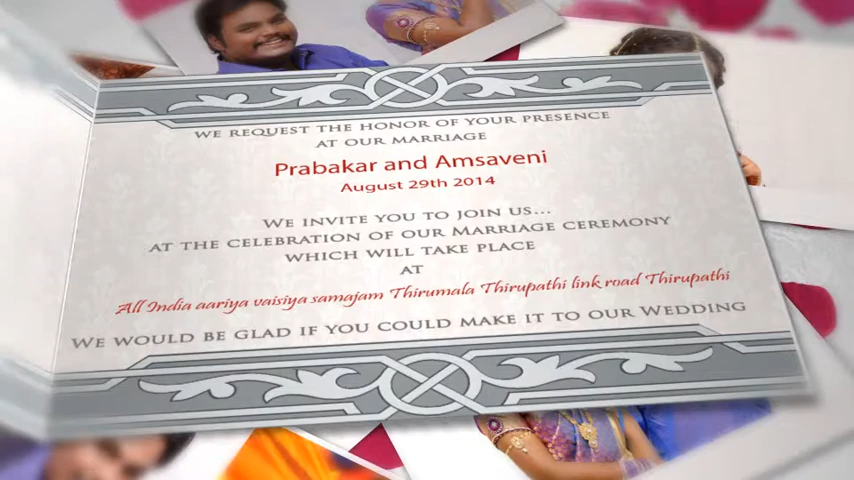 WE REQUEST THE HONOR OF YOUR PRESENCE
AT OUR MARRIAGE
Prabakar and Amsaveni
August 29th 2014
WE INVITE YOU TO JOIN US...
AT THE CELEBRATION OF OUR MARRIAGE CEREMONY
WHICH WILL TAKE PLACE
AT
All India aariya vaisiya samajam Thirumala Thirupathi link road Thirupathi
WE WOULD BE GLAD IF YOU COULD MAKE IT TO OUR WEDDING